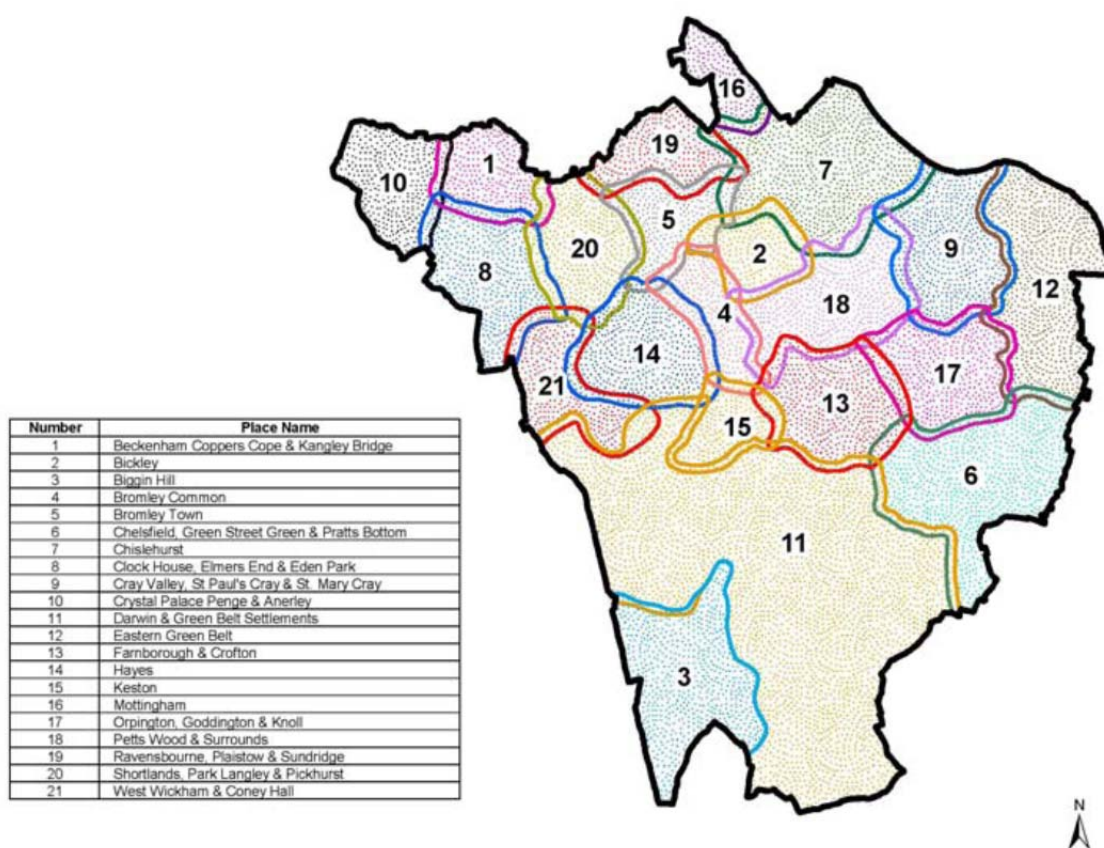 16
19
7
1
10
5
9
20
2
8
12
18
4
14
17
21
13
15
6
11
3
Number Place Name
1 Beckenham Coppers Cope & Kangley Bridge
2 Bickley
3 Biggin Hill
4 Bromley Common
5 Bromley Town
6 Chelsfield, Green Street Green & Pratts Bottom
7 Chislehurst
8 Clock House, Elmers End & Eden Park
9 Cray Valley, St Paul's Cray & St. Mary Cray
10 Crystal Palace Penge & Anerley
11 Darwin & Green Belt Settlements
12 Eastern Green Belt
13 Farnborough & Crofton
14 Hayes
15 Keston
16 Mottingham
17 Orpington, Goddington & Knoll
18 Petts Wood & Surrounds
19 Ravensbourne, Plaistow & Sundridge
20 Shortlands, Park Langley & Pickhurst
21 West Wickham & Coney Hall
N